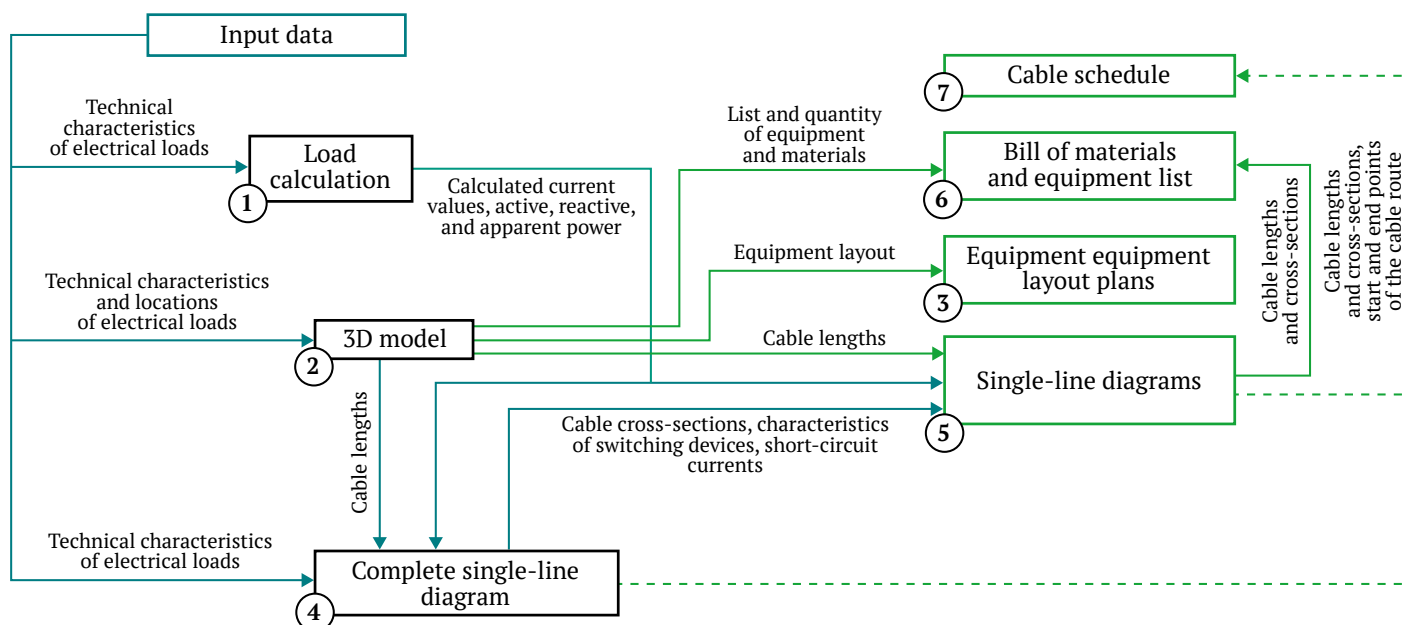 Input data
Technical
characteristics
of electrical loads
Load
calculation
1
Calculated current
values, active, reactive,
and apparent power
Technical characteristics
and locations
of electrical loads
3D model
2
Cable lengths
Technical characteristics
of electrical loads
Complete single-line
diagram
4
Cable schedule
7
List and quantity
of equipment
and materials
Bill of materials
and equipment list
6
Equipment layout
Equipment equipment
layout plans
3
Cable lengths
Single-line diagrams
5
Cable cross-sections, characteristics
of switching devices, short-circuit
currents
Cable lengths
and cross-sections
Cable lengths
and cross-sections,
start and end points
of the cable route